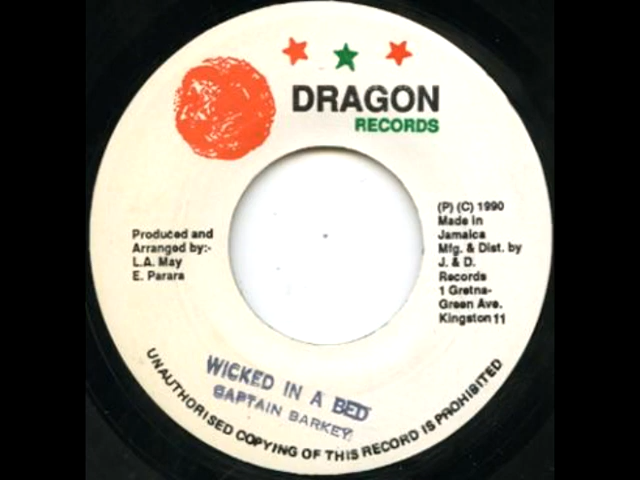 DRAGON
RECORDS
Produced and
Arranged by:-
L.A. May
E. Parara
(P) (C) 1990
Made in
Jamaica
Mfg. & Dist. by
J. & D.
Records
1 Gretna-
Green Ave.
Kingston 11
WICKED IN A BED
CAPTAIN BARKEY
UNAUTHORISED COPYING OF THIS RECORD IS PROHIBITED